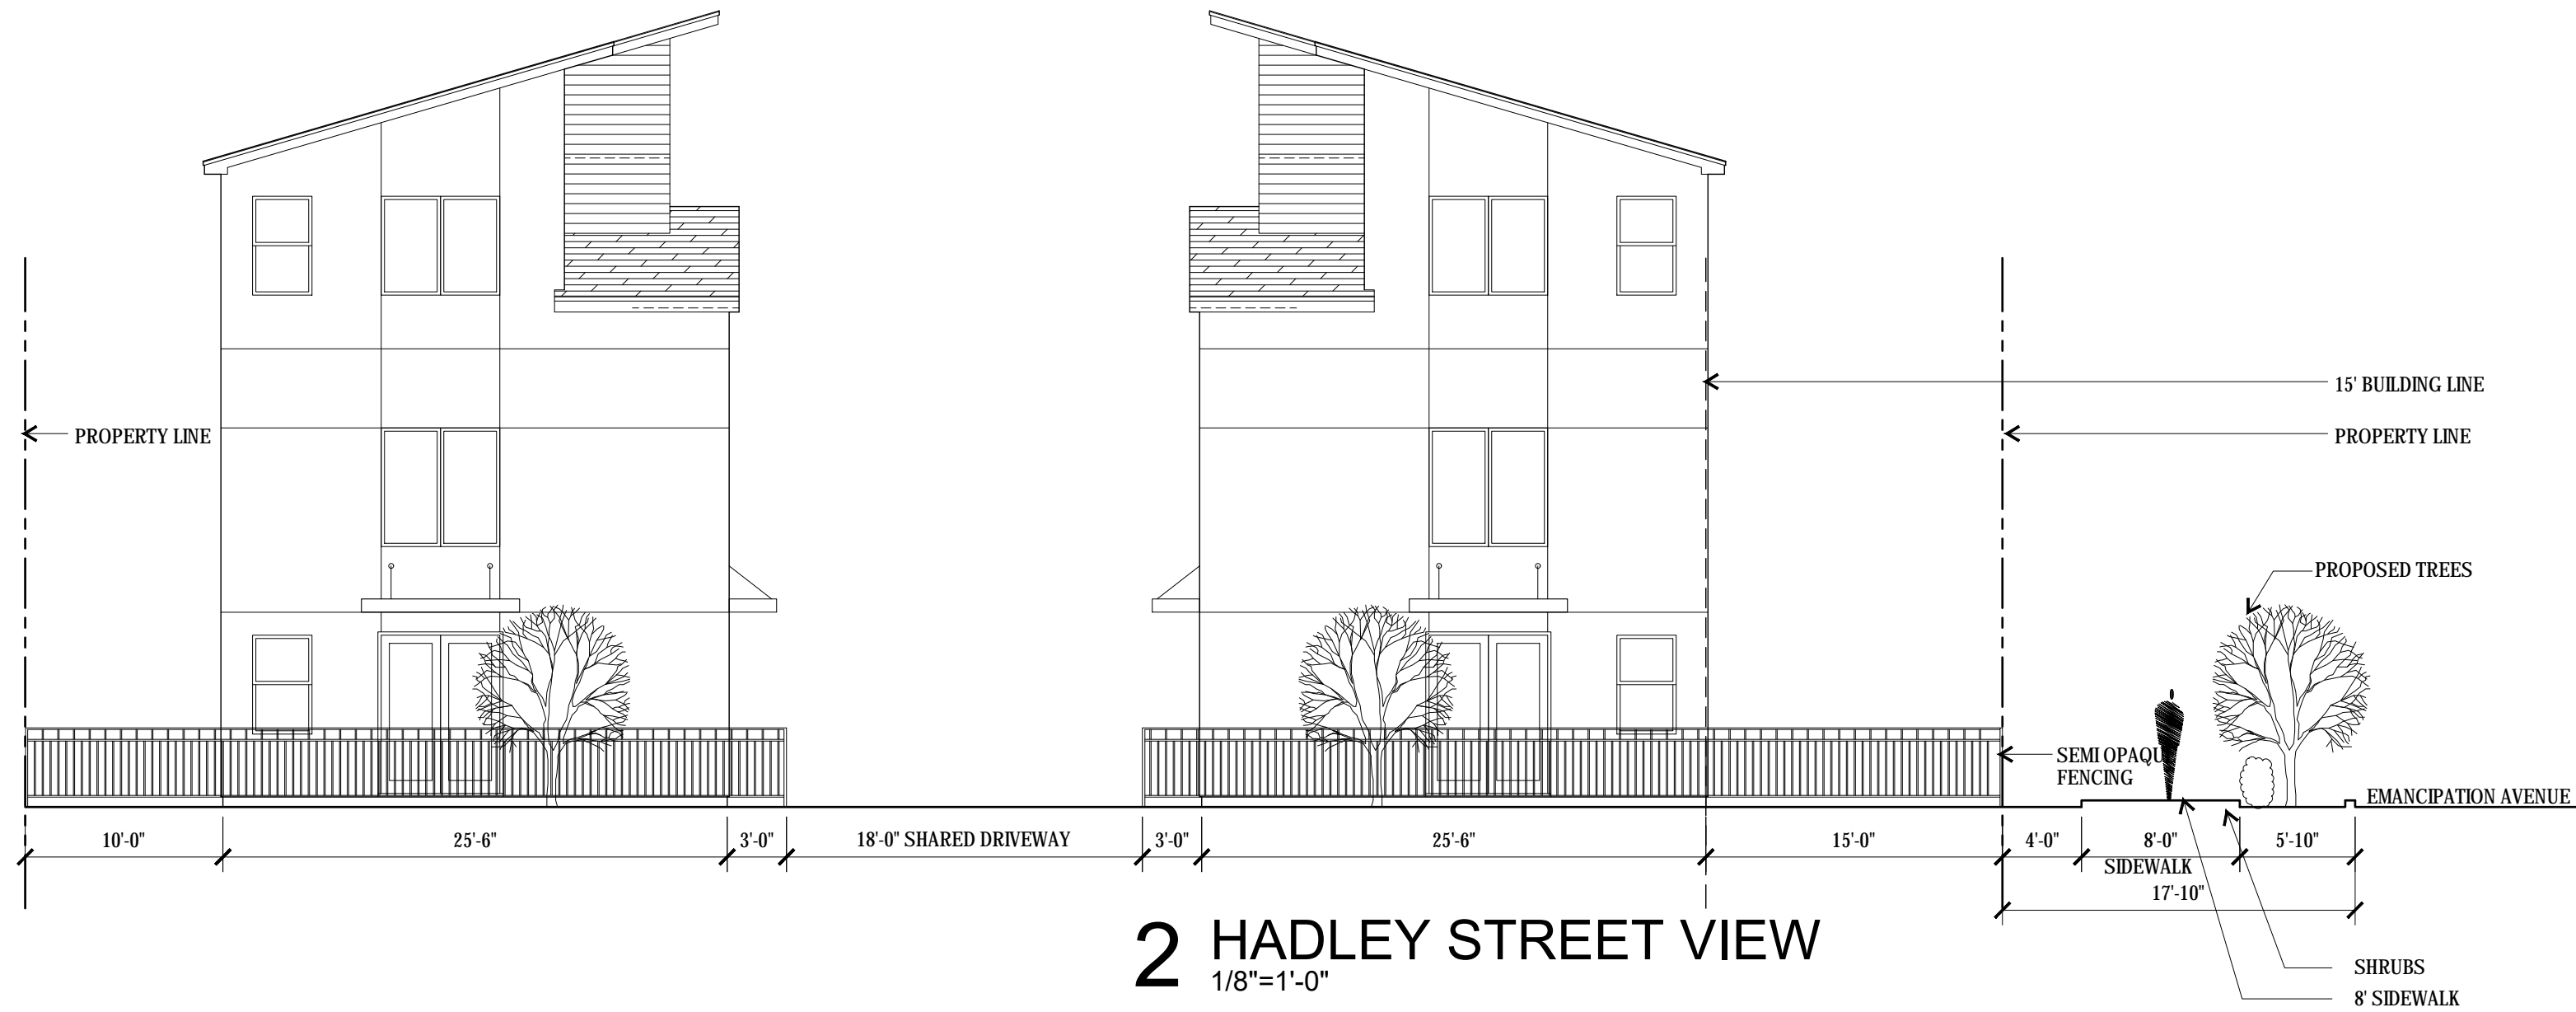 15' BUILDING LINE
PROPERTY LINE
PROPERTY LINE
PROPOSED TREES
SEMI OPAQU
FENCING
EMANCIPATION AVENUE
10'-0"
25'-6"
3'-0"
18'-0" SHARED DRIVEWAY
3'-0"
25'-6"
15'-0"
4'-0"
8'-0"
5'-10"
SIDEWALK
17'-10"
2 HADLEY STREET VIEW
1/8"=1'-0"
SHRUBS
8' SIDEWALK